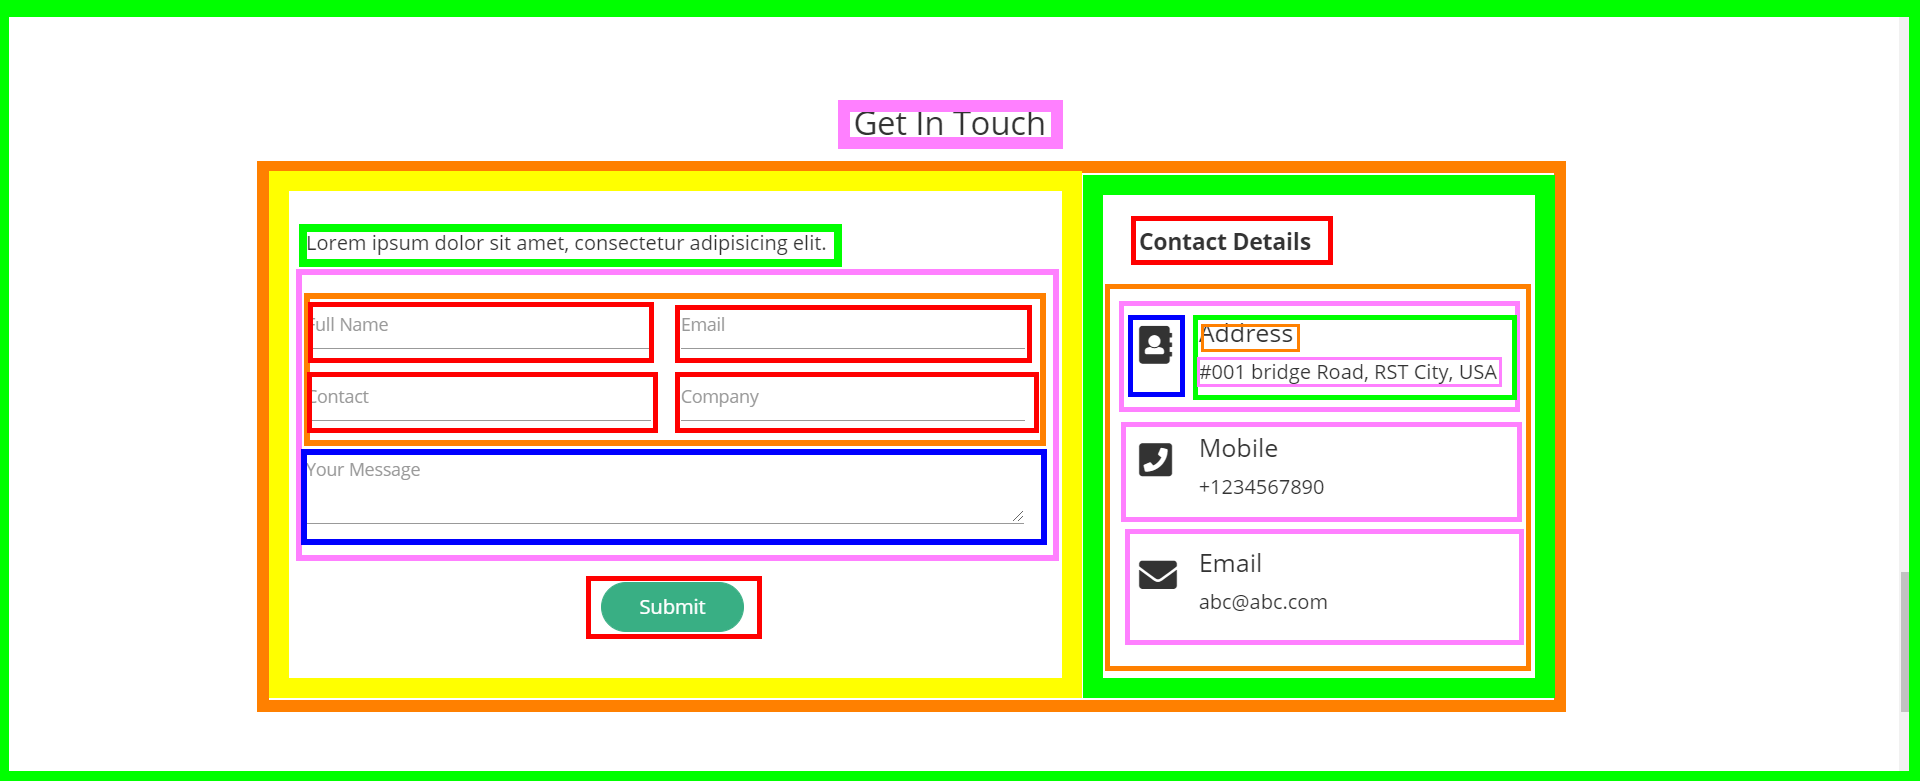 Get In Touch
Lorem ipsum dolor sit amet, consectetur adipisicing elit.
Full Name
Email
Contact
Company
Your Message
Submit
Contact Details
Address
#001 bridge Road, RST City, USA
Mobile
+1234567890
Email
abc@abc.com